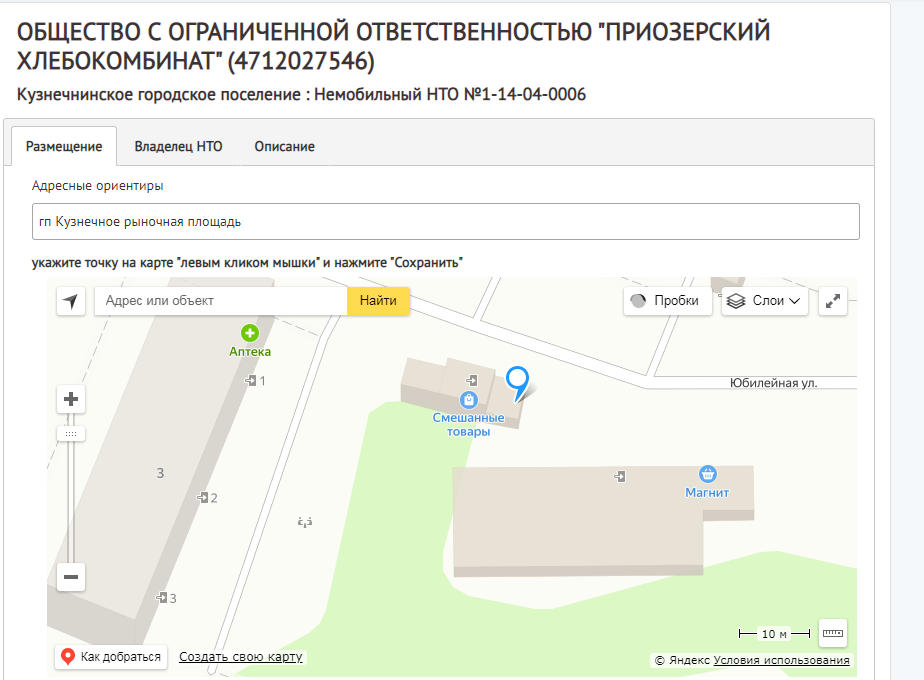 ОБЩЕСТВО С ОГРАНИЧЕННОЙ ОТВЕТСТВЕННОСТЬЮ "ПРИОЗЕРСКИЙ
ХЛЕБОКОМБИНАТ" (4712027546)
Кузнечнинское городское поселение : Немобильный НТО №1-14-04-0006
Размещение Владелец НТО Описание
Адресные ориентиры
гп Кузнечное рыночная площадь
укажите точку на карте "левым кликом мышки" и нажмите "Сохранить"
Адрес или объект Найти Пробки Слои
Аптека
1
Юбилейная ул.
Смешанные
товары
3
Магнит
2
3
10 м
Как добраться Создать свою карту
© Яндекс Условия использования